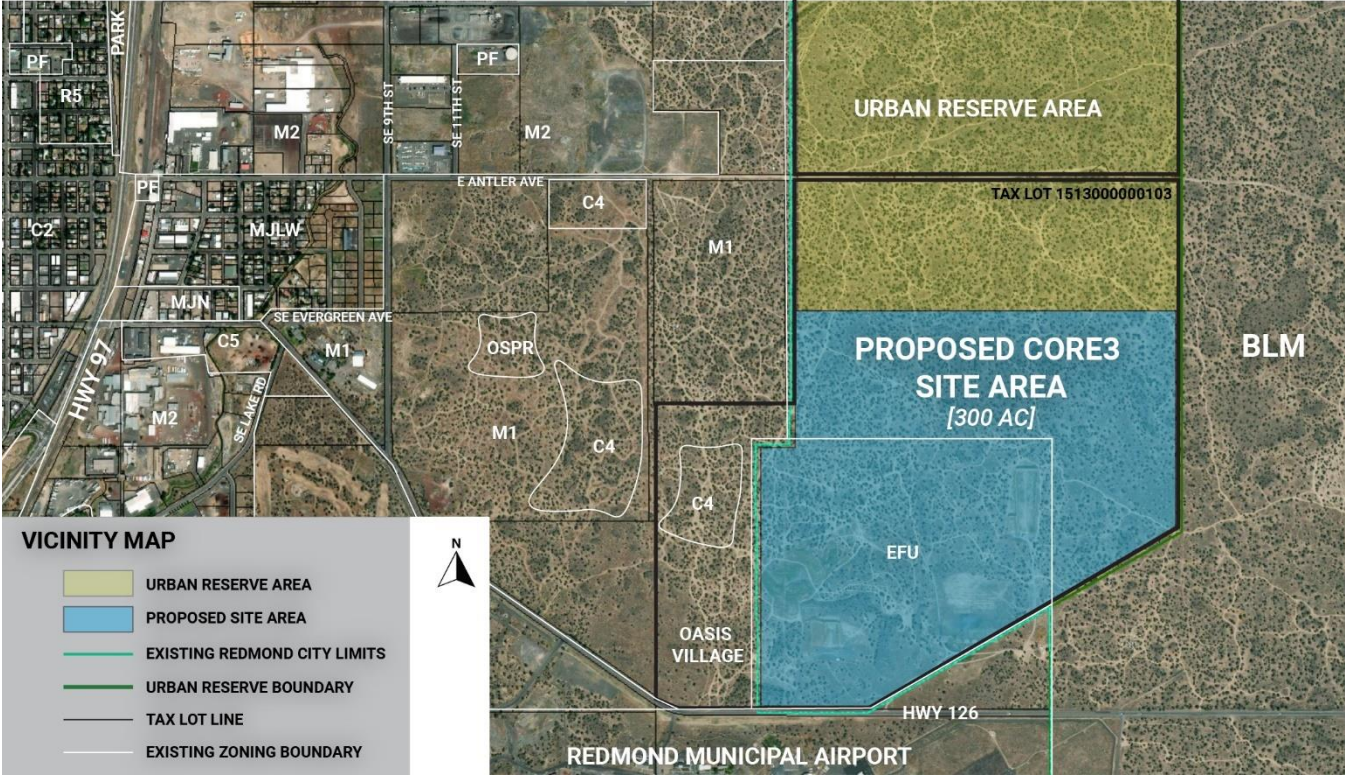 PF
R5
PARK
M2
SE 9TH ST
SE 11TH ST
PF
M2
URBAN RESERVE AREA
E ANTLER AVE
TAX LOT 1513000000103
PF
C4
C2
MJLW
M1
MJN
SE EVERGREEN AVE
C5
M1
OSPR
PROPOSED CORE3
SITE AREA
[300 AC]
BLM
HWY 97
M2
SE LAKE RD
M1
C4
C4
EFU
OASIS
VILLAGE
HWY 126
REDMOND MUNICIPAL AIRPORT
VICINITY MAP
URBAN RESERVE AREA
PROPOSED SITE AREA
EXISTING REDMOND CITY LIMITS
URBAN RESERVE BOUNDARY
TAX LOT LINE
EXISTING ZONING BOUNDARY
N